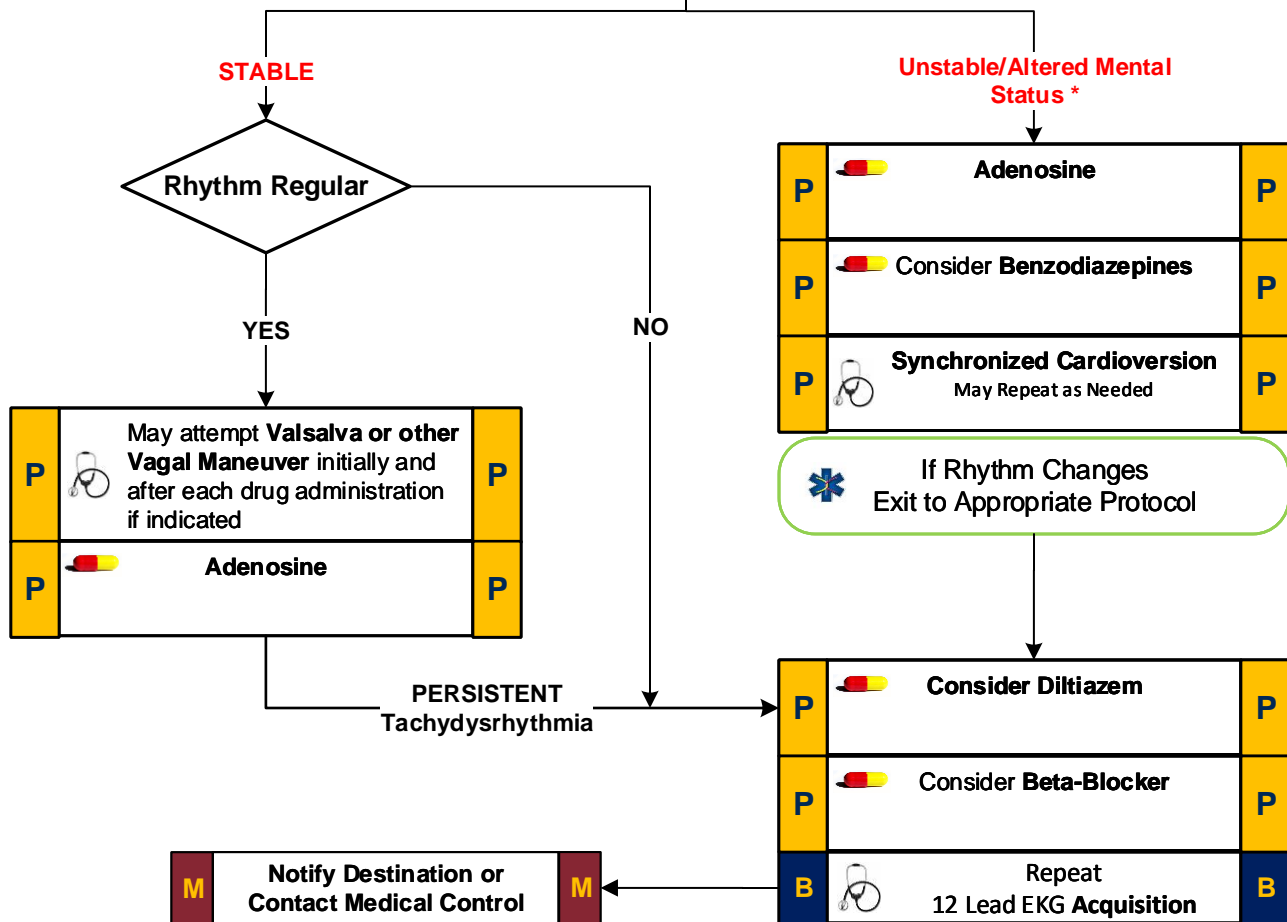 STABLE
Unstable/Altered Mental
Status *
Rhythm Regular
YES
NO
P
May attempt Valsalva or other
Vagal Maneuver initially and
after each drug administration
if indicated
P
P
Adenosine
P
P
Adenosine
P
P
Consider Benzodiazepines
P
P
Synchronized Cardioversion
May Repeat as Needed
P
If Rhythm Changes
Exit to Appropriate Protocol
PERSISTENT
Tachydysrhythmia
P
Consider Diltiazem
P
P
Consider Beta-Blocker
P
B
Repeat
12 Lead EKG Acquisition
B
M
Notify Destination or
Contact Medical Control
M